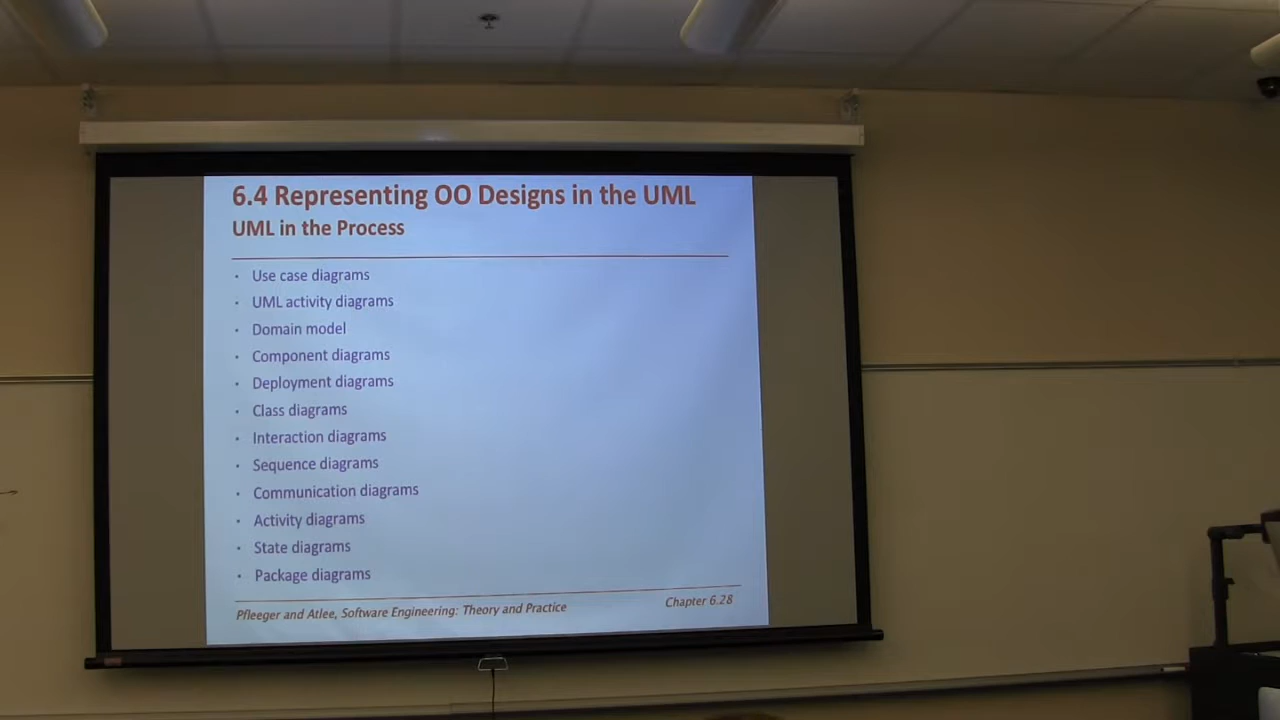 6.4 Representing OO Designs in the UML
UML in the Process
• Use case diagrams
• UML activity diagrams
• Domain model
• Component diagrams
• Deployment diagrams
• Class diagrams
• Interaction diagrams
• Sequence diagrams
• Communication diagrams
• Activity diagrams
• State diagrams
• Package diagrams
Pfleeger and Atlee, Software Engineering: Theory and Practice
Chapter 6.28